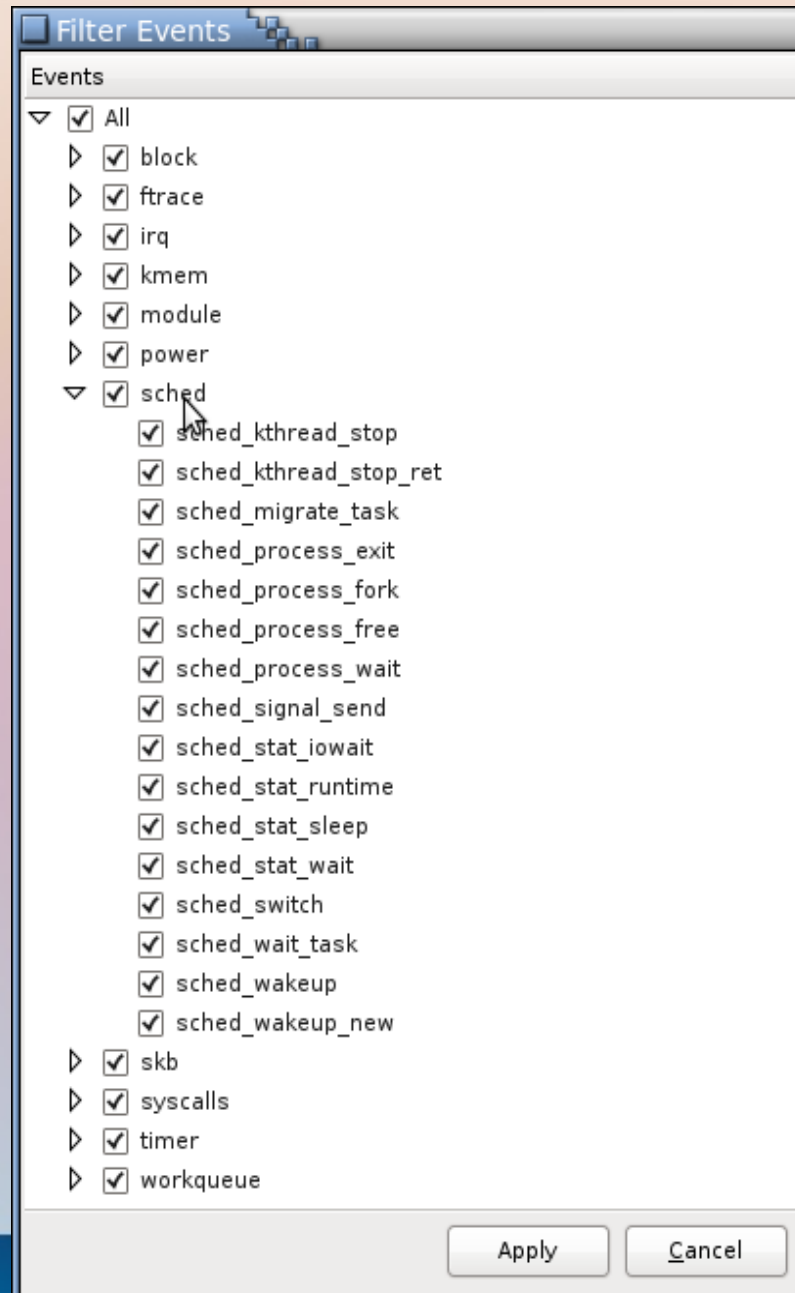 Filter Events
Events
All
block
ftrace
irq
kmem
module
power
sched
sched_kthread_stop
sched_kthread_stop_ret
sched_migrate_task
sched_process_exit
sched_process_fork
sched_process_free
sched_process_wait
sched_signal_send
sched_stat_iowait
sched_stat_runtime
sched_stat_sleep
sched_stat_wait
sched_switch
sched_wait_task
sched_wakeup
sched_wakeup_new
skb
syscalls
timer
workqueue
Apply Cancel